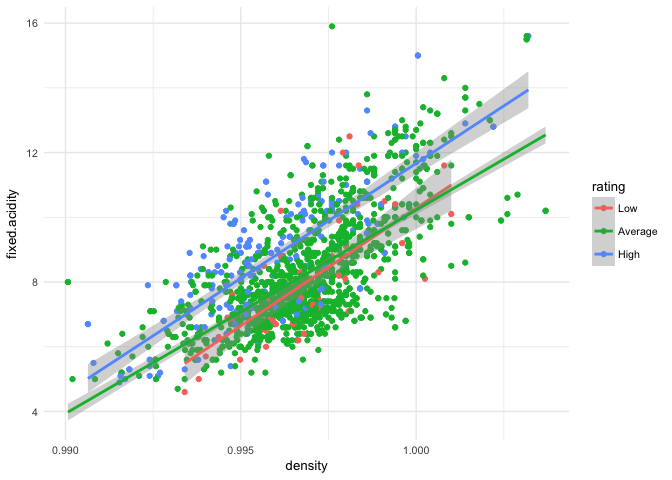 16
12
8
4
fixed.acidity
0.990
0.995
1.000
density
rating
Low
Average
High